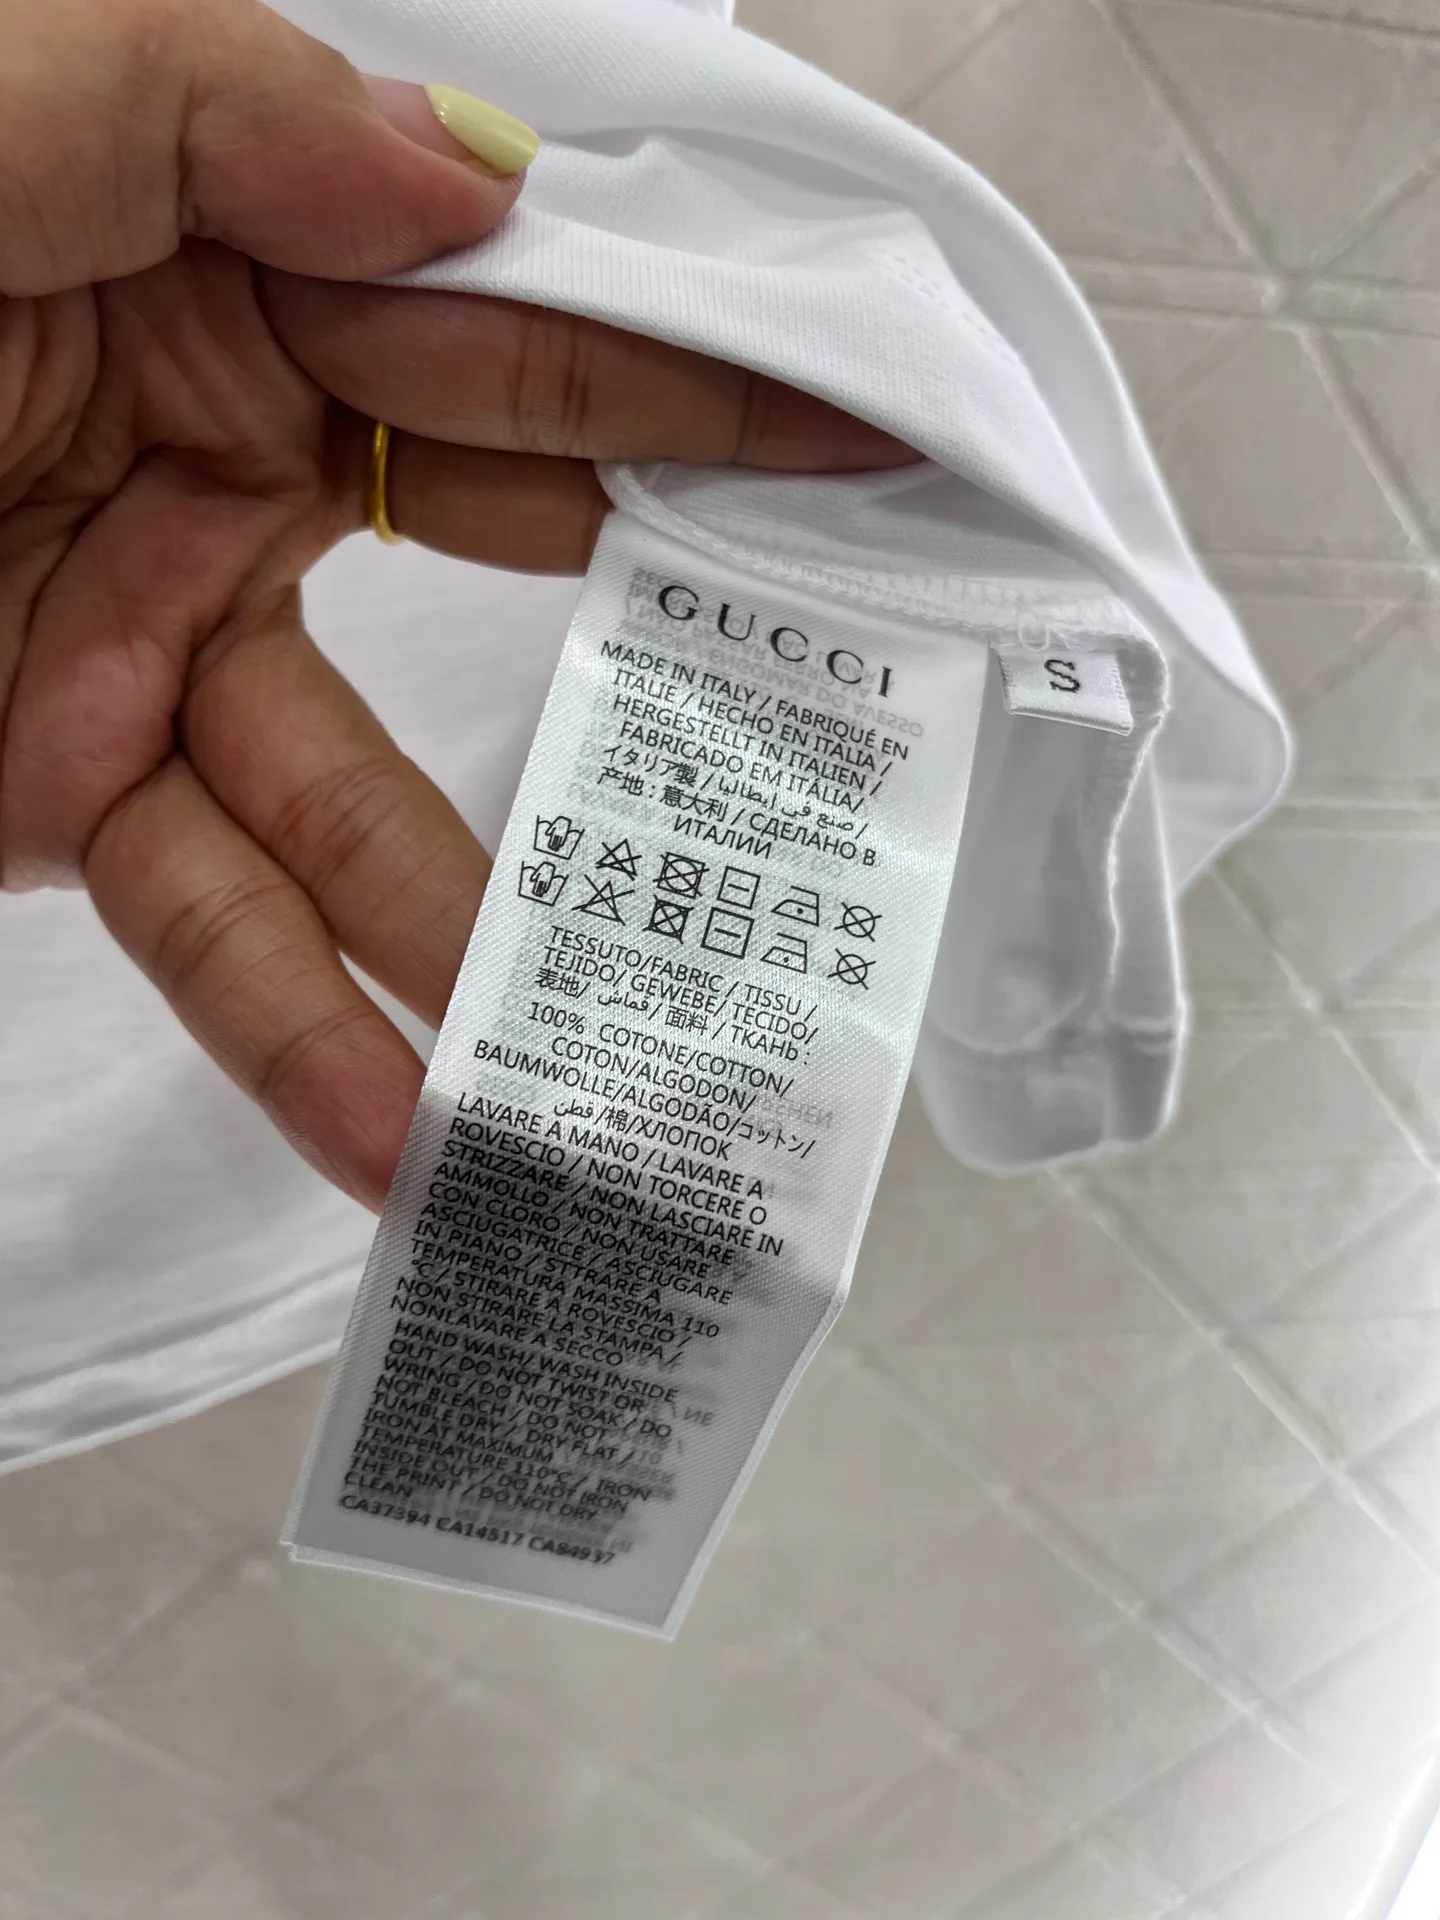 GUCCI
S
MADE IN ITALY / FABRIQUÉ EN
ITALIE / HECHO EN ITALIA /
HERGESTELLT IN ITALIEN /
FABRICADO EM ITÁLIA/
イタリア製 / صنع في إيطاليا /
产地 : 意大利 / СДЕЛАНО В
ИТАЛИИ
TESSUTO/FABRIC / TISSU /
TEJIDO/ GEWEBE/ TECIDO/
表地/ قماش / 面料 / ТКАНЬ :
100% COTONE/COTTON/
COTON/ALGODON/
BAUMWOLLE/ALGODÃO/コットン/
قطن /棉/ХЛОПОК
LAVARE A MANO / LAVARE A
ROVESCIO / NON TORCERE O
STRIZZARE / NON LASCIARE IN
AMMOLLO / NON TRATTARE
CON CLORO / NON USARE
ASCIUGATRICE / ASCIUGARE
IN PIANO / STTRARE A
TEMPERATURA MASSIMA 110
°C / STIRARE A ROVESCIO /
NON STIRARE LA STAMPA /
NONLAVARE A SECCO
HAND WASH/ WASH INSIDE
OUT / DO NOT TWIST OR
WRING / DO NOT SOAK / DO
NOT BLEACH / DO NOT
TUMBLE DRY / DRY FLAT /
IRON AT MAXIMUM
TEMPERATURE 110°C / IRON
INSIDE OUT / DO NOT IRON
THE PRINT / DO NOT DRY
CLEAN
CA37394 CA14517 CA84937